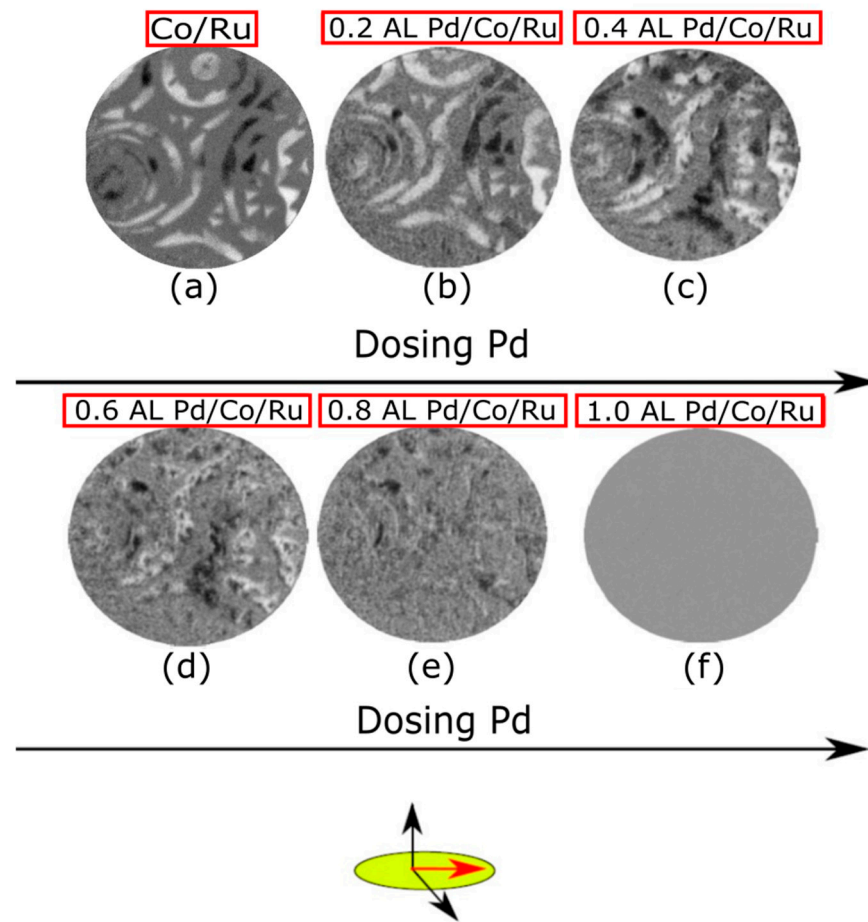 Co/Ru
0.2 AL Pd/Co/Ru
0.4 AL Pd/Co/Ru
(a)
(b)
(c)
Dosing Pd
0.6 AL Pd/Co/Ru
0.8 AL Pd/Co/Ru
1.0 AL Pd/Co/Ru
(d)
(e)
(f)
Dosing Pd